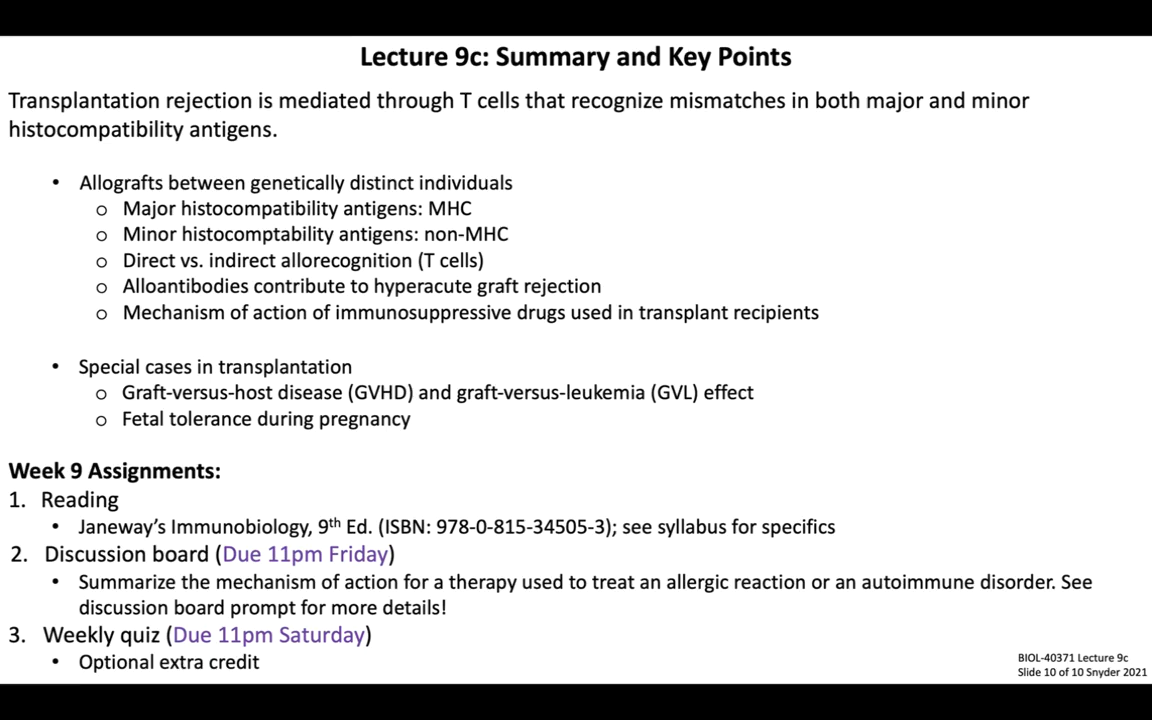 Lecture 9c: Summary and Key Points
Transplantation rejection is mediated through T cells that recognize mismatches in both major and minor
histocompatibility antigens.
• Allografts between genetically distinct individuals
o Major histocompatibility antigens: MHC
o Minor histocomptability antigens: non-MHC
o Direct vs. indirect allorecognition (T cells)
o Alloantibodies contribute to hyperacute graft rejection
o Mechanism of action of immunosuppressive drugs used in transplant recipients
• Special cases in transplantation
o Graft-versus-host disease (GVHD) and graft-versus-leukemia (GVL) effect
o Fetal tolerance during pregnancy
Week 9 Assignments:
1. Reading
• Janeway's Immunobiology, 9th Ed. (ISBN: 978-0-815-34505-3); see syllabus for specifics
2. Discussion board (Due 11pm Friday)
• Summarize the mechanism of action for a therapy used to treat an allergic reaction or an autoimmune disorder. See
discussion board prompt for more details!
3. Weekly quiz (Due 11pm Saturday)
• Optional extra credit
BIOL-40371 Lecture 9c
Slide 10 of 10 Snyder 2021